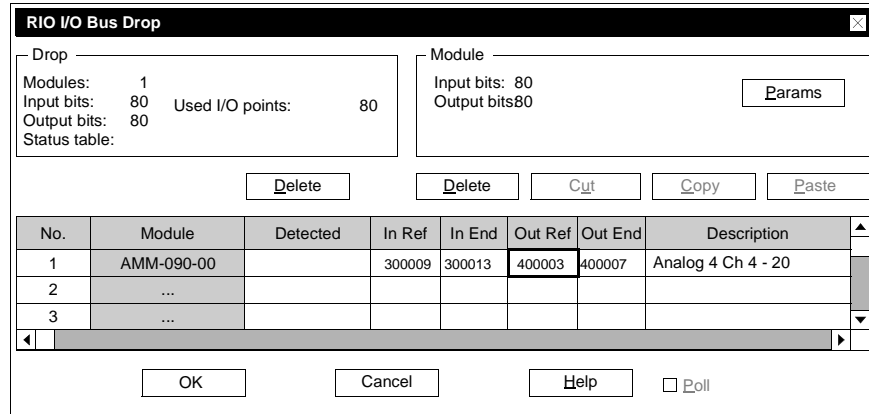 RIO I/O Bus Drop
Drop
Modules: 1
Input bits: 80
Output bits: 80
Status table:
Used I/O points: 80
Module
Input bits: 80
Output bits:80
Params
Delete
Delete Cut Copy Paste
No. Module Detected In Ref In End Out Ref Out End Description
1 AMM-090-00 300009 300013 400003 400007 Analog 4 Ch 4 - 20
2 ...
3 ...
OK Cancel Help Poll